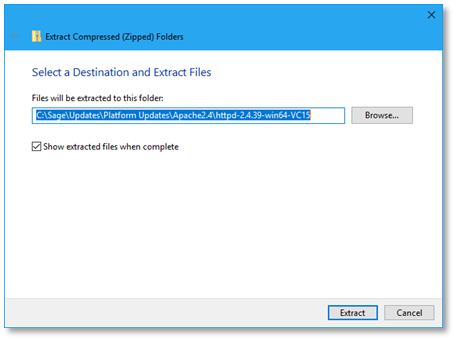 Extract Compressed (Zipped) Folders
Select a Destination and Extract Files
Files will be extracted to this folder:
C:\Sage\Updates\Platform Updates\Apache2.4\httpd-2.4.39-win64-VC15
Browse...
Show extracted files when complete
Extract
Cancel